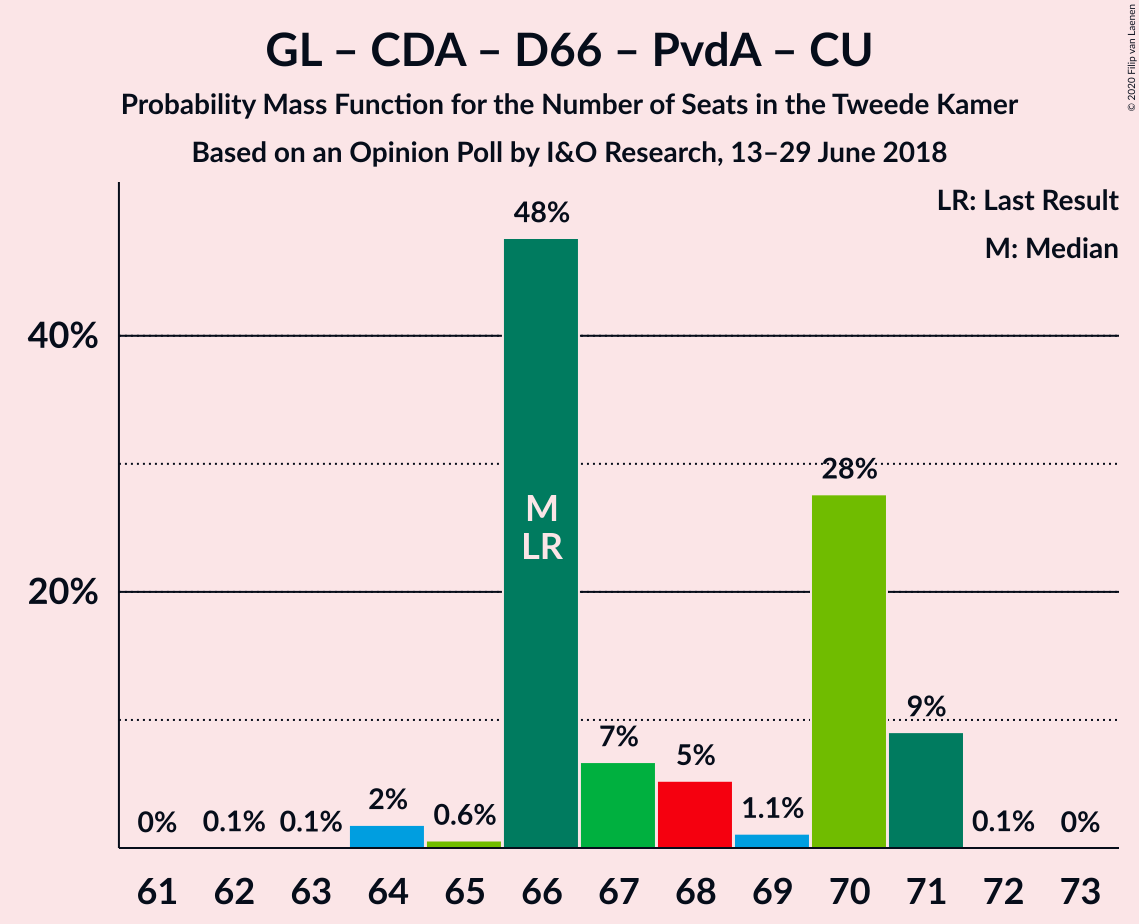 GL – CDA – D66 – PvdA – CU
Probability Mass Function for the Number of Seats in the Tweede Kamer
Based on an Opinion Poll by I&O Research, 13–29 June 2018
© 2020 Filip van Laenen
LR: Last Result
M: Median
40%
20%
0%
0.1%
0.1%
2%
0.6%
48%
M
LR
7%
5%
1.1%
28%
9%
0.1%
0%
61 62 63 64 65 66 67 68 69 70 71 72 73